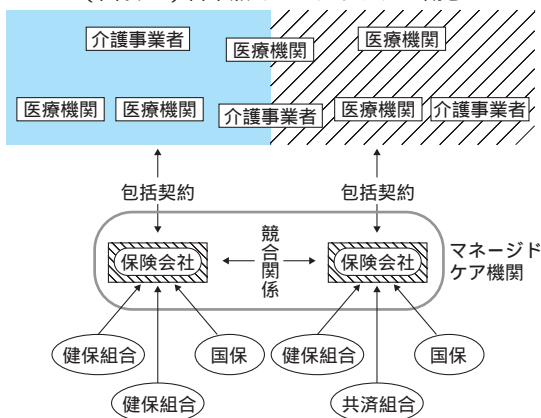 介護事業者
医療機関
医療機関
医療機関
医療機関
介護事業者
医療機関
介護事業者
包括契約
包括契約
競合関係
保険会社
保険会社
マネージド
ケア機関
健保組合
国保
健保組合
国保
健保組合
共済組合